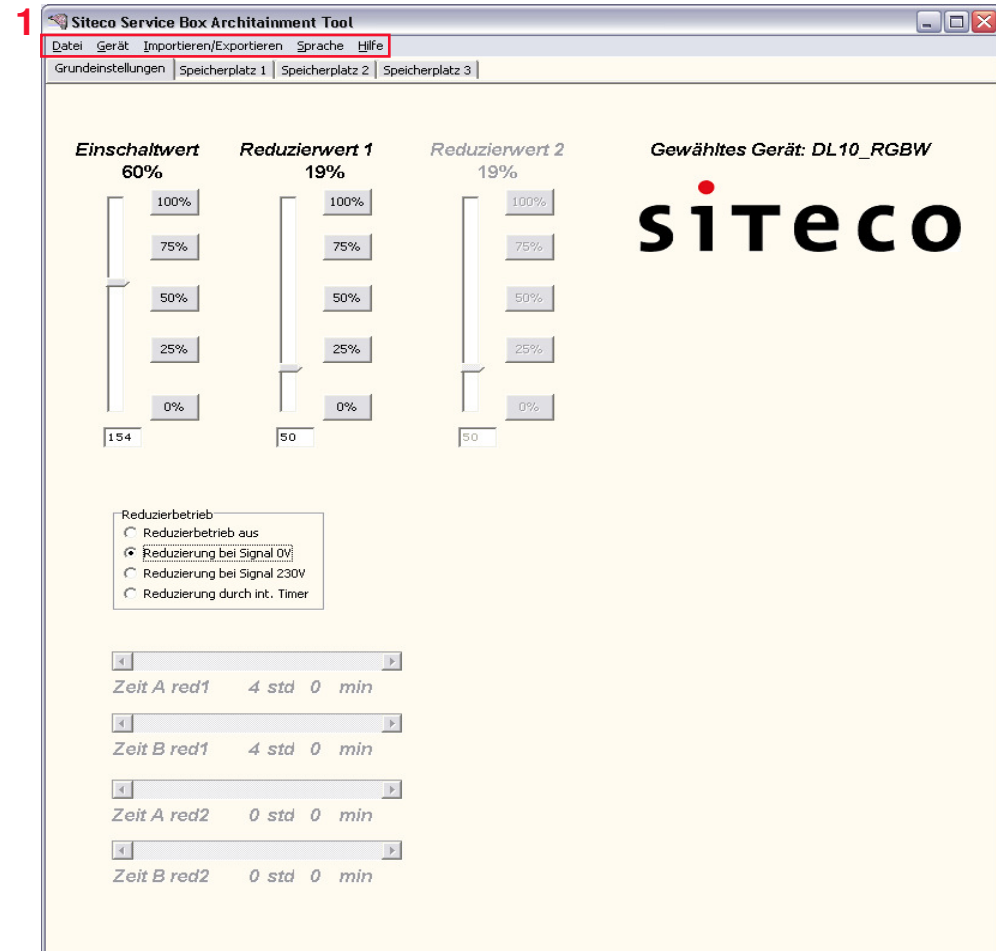 1
Siteco Service Box Architainment Tool
Datei Gerät Importieren/Exportieren Sprache Hilfe
Grundeinstellungen Speicherplatz 1 Speicherplatz 2 Speicherplatz 3
Einschaltwert Reduzierwert 1 Reduzierwert 2 Gewähltes Gerät: DL10_RGBW
60% 19% 19%
siteco
100% 100% 100%
75% 75% 75%
50% 50% 50%
25% 25% 25%
0% 0% 0%
154 50 50
Reduzierbetrieb
Reduzierbetrieb aus
Reduzierung bei Signal 0V
Reduzierung bei Signal 230V
Reduzierung durch int. Timer
Zeit A red1 4 std 0 min
Zeit B red1 4 std 0 min
Zeit A red2 0 std 0 min
Zeit B red2 0 std 0 min